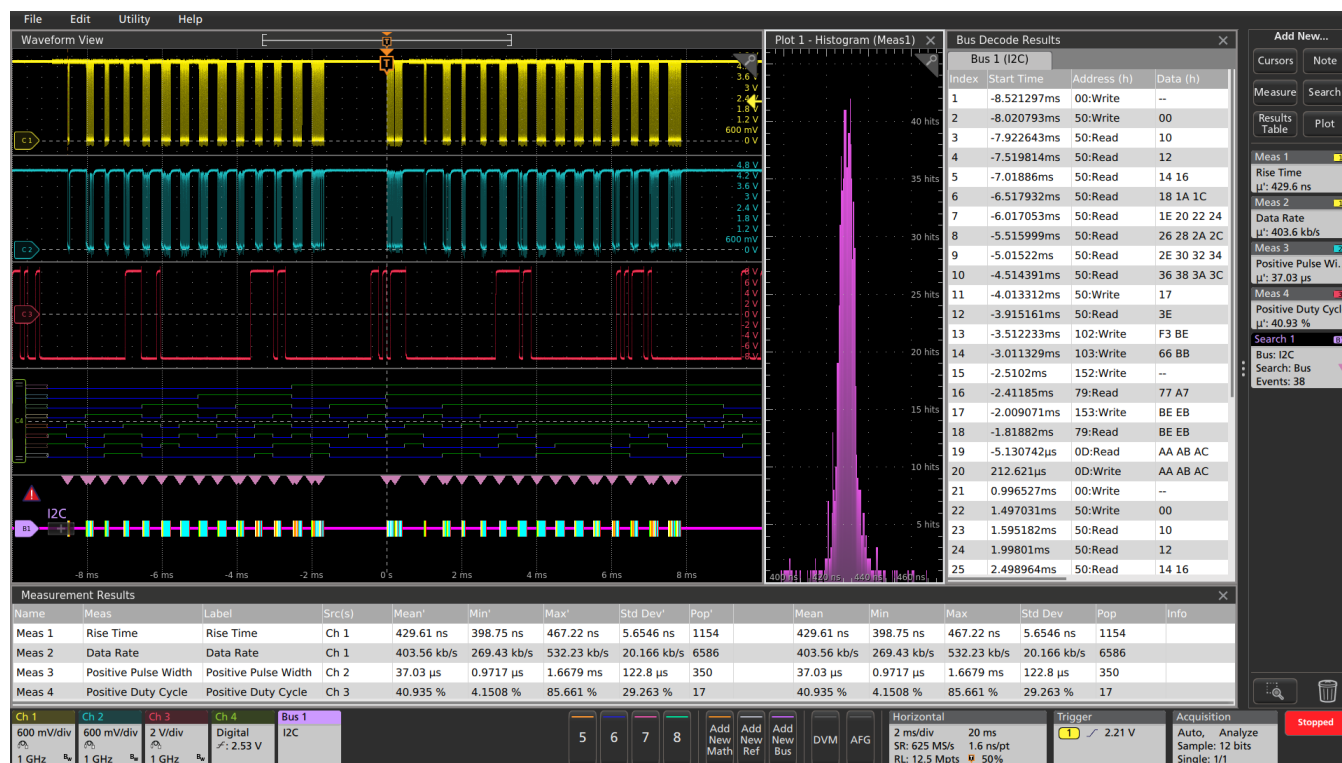 File Edit Utility Help
Waveform View
T
T
3.6 V
3 V
1.2 V
600 mV
0 V
C 1
4.8 V
4.2 V
3.6 V
3 V
2.4 V
1.8 V
1.2 V
600 mV
0 V
C 2
6 V
4 V
2 V
0 V
-2 V
-4 V
-6 V
-8 V
C 3
C4
I2C
B1
-8 ms -6 ms -4 ms -2 ms 0 s 2 ms 4 ms 6 ms 8 ms
Plot 1 - Histogram (Meas1)
40 hits
35 hits
30 hits
25 hits
20 hits
15 hits
10 hits
5 hits
400 ns 420 ns 440 ns 460 ns
Bus Decode Results
Bus 1 (I2C)
Index Start Time Address (h) Data (h)
1 -8.521297ms 00:Write --
2 -8.020793ms 50:Write 00
3 -7.922643ms 50:Read 10
4 -7.519814ms 50:Read 12
5 -7.01886ms 50:Read 14 16
6 -6.517932ms 50:Read 18 1A 1C
7 -6.017053ms 50:Read 1E 20 22 24
8 -5.515999ms 50:Read 26 28 2A 2C
9 -5.01522ms 50:Read 2E 30 32 34
10 -4.514391ms 50:Read 36 38 3A 3C
11 -4.013312ms 50:Write 17
12 -3.915161ms 50:Read 3E
13 -3.512233ms 102:Write F3 BE
14 -3.011329ms 103:Write 66 BB
15 -2.5102ms 152:Write --
16 -2.41185ms 79:Read 77 A7
17 -2.009071ms 153:Write BE EB
18 -1.81882ms 79:Read BE EB
19 -5.130742µs 0D:Read AA AB AC
20 212.621µs 0D:Write AA AB AC
21 0.996527ms 00:Write --
22 1.497031ms 50:Write 00
23 1.595182ms 50:Read 10
24 1.99801ms 50:Read 12
25 2.498964ms 50:Read 14 16
Add New...
Cursors Note
Measure Search
Results Table Plot
Meas 1
Rise Time
µ': 429.6 ns
Meas 2
Data Rate
µ': 403.6 kb/s
Meas 3
Positive Pulse Wi..
µ': 37.03 µs
Meas 4
Positive Duty Cycl
µ': 40.93 %
Search 1
Bus: I2C
Search: Bus
Events: 38
Measurement Results
Name Meas Label Src(s) Mean' Min' Max' Std Dev' Pop' Mean Min Max Std Dev Pop Info
Meas 1 Rise Time Rise Time Ch 1 429.61 ns 398.75 ns 467.22 ns 5.6546 ns 1154 429.61 ns 398.75 ns 467.22 ns 5.6546 ns 1154
Meas 2 Data Rate Data Rate Ch 1 403.56 kb/s 269.43 kb/s 532.23 kb/s 20.166 kb/s 6586 403.56 kb/s 269.43 kb/s 532.23 kb/s 20.166 kb/s 6586
Meas 3 Positive Pulse Width Positive Pulse Width Ch 2 37.03 µs 0.9717 µs 1.6679 ms 122.8 µs 350 37.03 µs 0.9717 µs 1.6679 ms 122.8 µs 350
Meas 4 Positive Duty Cycle Positive Duty Cycle Ch 3 40.935 % 4.1508 % 85.661 % 29.263 % 17 40.935 % 4.1508 % 85.661 % 29.263 % 17
Ch 1
600 mV/div
1 GHz Bw
Ch 2
600 mV/div
1 GHz Bw
Ch 3
2 V/div
1 GHz Bw
Ch 4
Digital
: 2.53 V
Bus 1
I2C
5 6 7 8
Add New Math
Add New Ref
Add New Bus
DVM AFG
Horizontal
2 ms/div 20 ms
SR: 625 MS/s 1.6 ns/pt
RL: 12.5 Mpts T 50%
Trigger
1 2.21 V
Acquisition
Auto, Analyze
Sample: 12 bits
Single: 1/1
Stopped